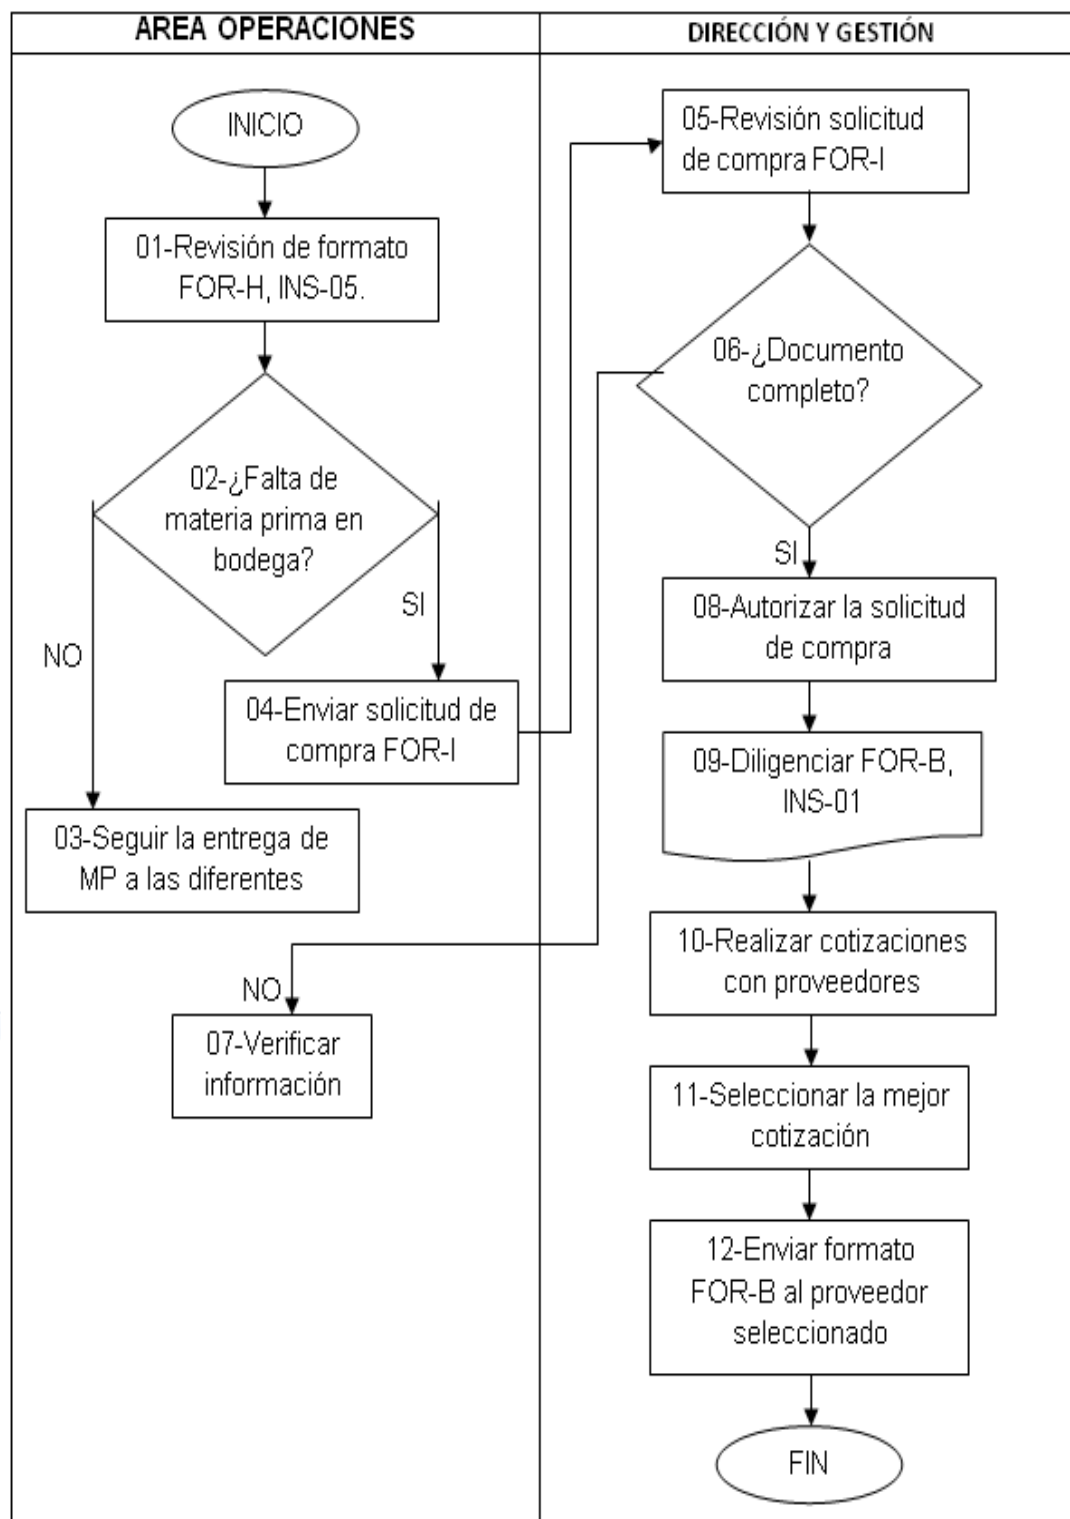 AREA OPERACIONES
DIRECCIÓN Y GESTIÓN
INICIO
01-Revisión de formato
FOR-H, INS-05.
02-¿Falta de
materia prima en
bodega?
NO
SI
04-Enviar solicitud de
compra FOR-I
03-Seguir la entrega de
MP a las diferentes
NO
07-Verificar
información
05-Revisión solicitud
de compra FOR-I
06-¿Documento
completo?
SI
08-Autorizar la solicitud
de compra
09-Diligenciar FOR-B,
INS-01
10-Realizar cotizaciones
con proveedores
11-Seleccionar la mejor
cotización
12-Enviar formato
FOR-B al proveedor
seleccionado
FIN